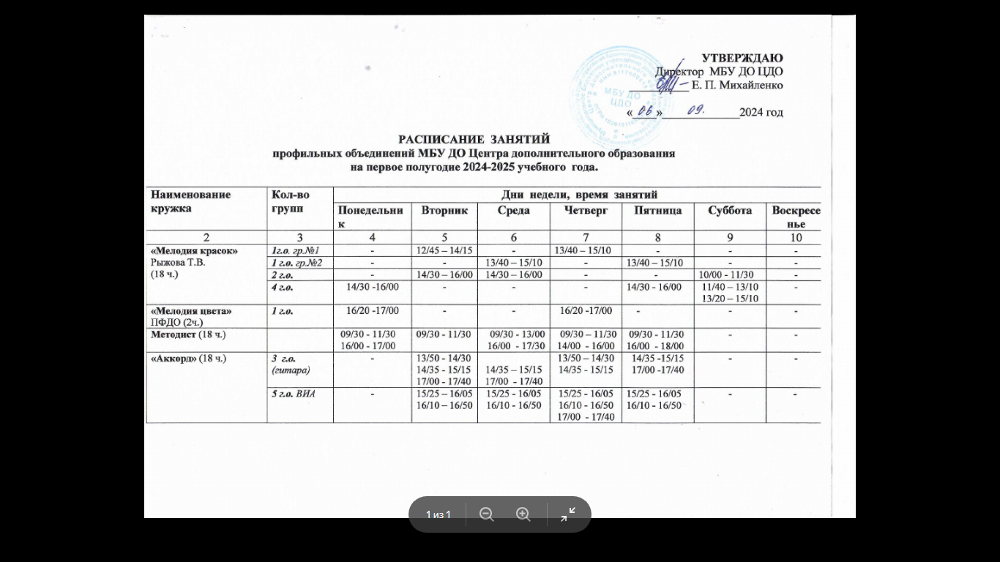 УТВЕРЖДАЮ
Директор МБУ ДО ЦДО
Е. П. Михайленко
« 06 » 09. 2024 год
МБУ ДО
ЦДО
РАСПИСАНИЕ ЗАНЯТИЙ
профильных объединений МБУ ДО Центра дополнительного образования
на первое полугодие 2024-2025 учебного года.
Наименование кружка Кол-во групп Дни недели, время занятий
Понедельни к Вторник Среда Четверг Пятница Суббота Воскресе нье
2 3 4 5 6 7 8 9 10
«Мелодия красок» 1г.о. гр.№1 - 12/45 – 14/15 - 13/40 – 15/10 - - -
Рыжова Т.В. 1 г.о. гр.№2 - - 13/40 – 15/10 - 13/40 – 15/10 - -
(18 ч.) 2 г.о. - 14/30 – 16/00 14/30 – 16/00 - - 10/00 - 11/30 -
4 г.о. 14/30 -16/00 - - - 14/30 - 16/00 11/40 – 13/10 -
13/20 – 15/10
«Мелодия цвета» 1 г.о. 16/20 -17/00 - - 16/20 -17/00 - - -
ПФДО (2ч.)
Методист (18 ч.) 09/30 - 11/30 09/30 - 11/30 09/30 - 13/00 09/30 – 11/30 09/30 - 11/30 - -
16/00 - 17/00 16/00 - 17/30 14/00 - 16/00 16/00 - 18/00
«Аккорд» (18 ч.) 3 г.о. - 13/50 - 14/30 13/50 – 14/30 14/35 -15/15 - -
(гитара) 14/35 - 15/15 14/35 – 15/15 14/35 - 15/15 17/00 -17/40
17/00 - 17/40 17/00 - 17/40
5 г.о. ВИА - 15/25 – 16/05 15/25 - 16/05 15/25 - 16/05 15/25 - 16/05 - -
16/10 – 16/50 16/10 - 16/50 16/10 - 16/50 16/10 - 16/50
17/00 - 17/40
1 из 1